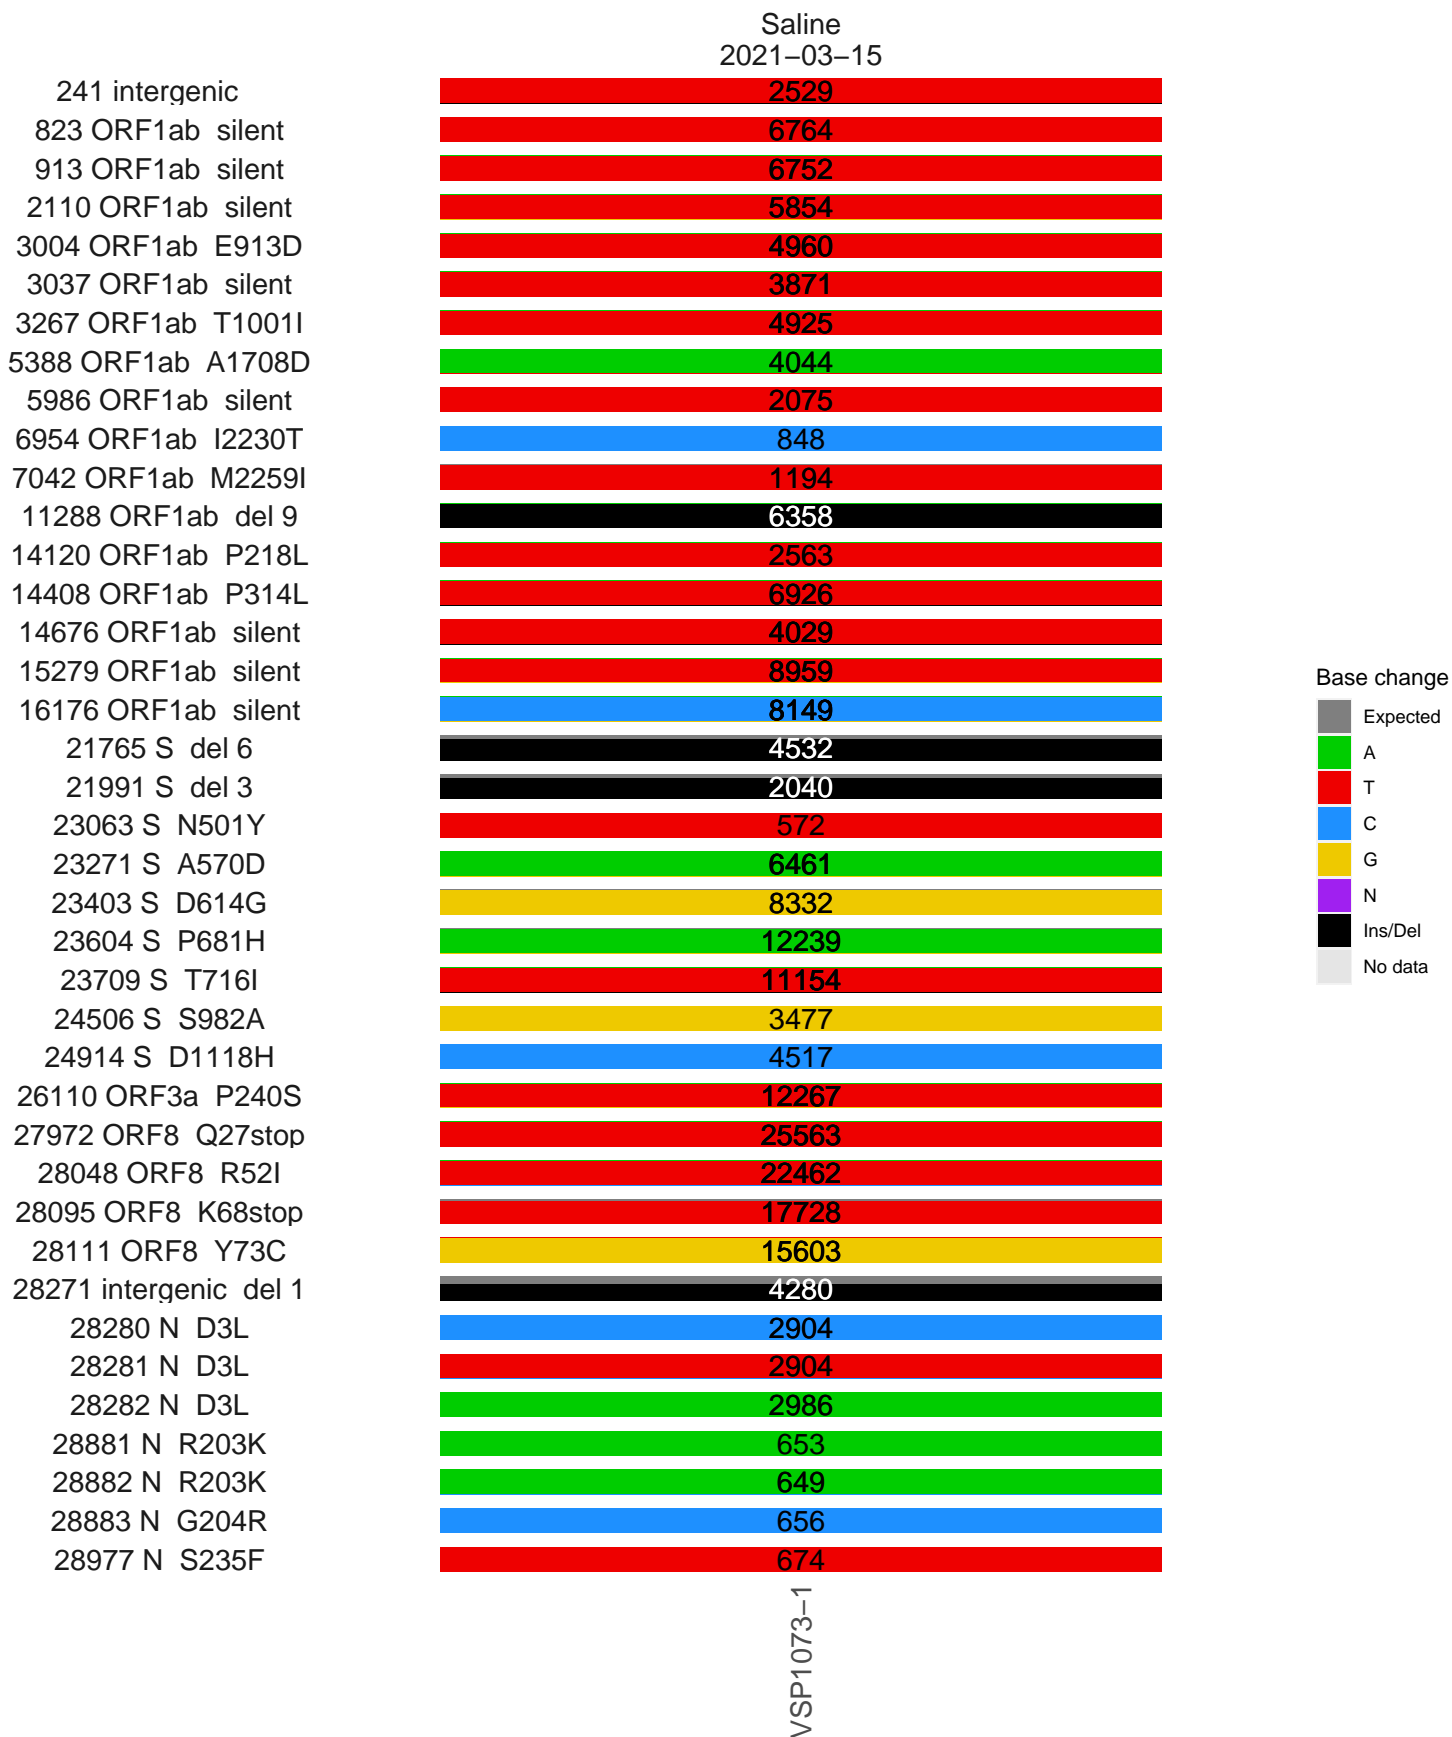 Saline
2021−03−15
241 intergenic 2529
823 ORF1ab silent 6764
913 ORF1ab silent 6752
2110 ORF1ab silent 5854
3004 ORF1ab E913D 4960
3037 ORF1ab silent 3871
3267 ORF1ab T1001I 4925
5388 ORF1ab A1708D 4044
5986 ORF1ab silent 2075
6954 ORF1ab I2230T 848
7042 ORF1ab M2259I 1194
11288 ORF1ab del 9 6358
14120 ORF1ab P218L 2563
14408 ORF1ab P314L 6926
14676 ORF1ab silent 4029
15279 ORF1ab silent 8959
16176 ORF1ab silent 8149
21765 S del 6 4532
21991 S del 3 2040
23063 S N501Y 572
23271 S A570D 6461
23403 S D614G 8332
23604 S P681H 12239
23709 S T716I 11154
24506 S S982A 3477
24914 S D1118H 4517
26110 ORF3a P240S 12267
27972 ORF8 Q27stop 25563
28048 ORF8 R52I 22462
28095 ORF8 K68stop 17728
28111 ORF8 Y73C 15603
28271 intergenic del 1 4280
28280 N D3L 2904
28281 N D3L 2904
28282 N D3L 2986
28881 N R203K 653
28882 N R203K 649
28883 N G204R 656
28977 N S235F 674
VSP1073−1
Base change
Expected
A
T
C
G
N
Ins/Del
No data